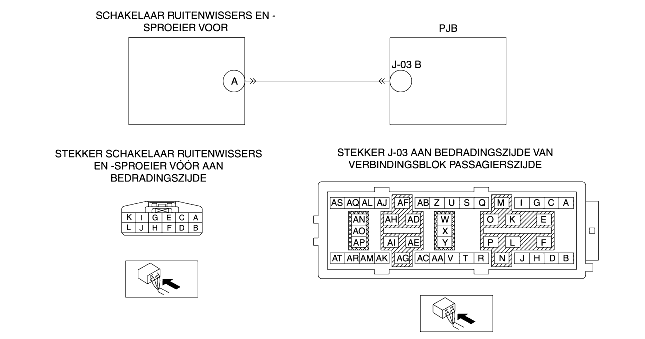 SCHAKELAAR RUITENWISSERS EN -
SPROEIER VOOR
PJB
A
J-03 B
STEKKER SCHAKELAAR RUITENWISSERS
EN -SPROEIER VÓÓR AAN
BEDRADINGSZIJDE
STEKKER J-03 AAN BEDRADINGSZIJDE VAN
VERBINDINGSBLOK PASSAGIERSZIJDE
K I G E C A
L J H F D B
AS AQ AL AJ AF AB Z U S Q M I G C A
AN AH AD W O K E
AO X
AP AI AE Y P L F
AT AR AM AK AG AC AA V T R N J H D B